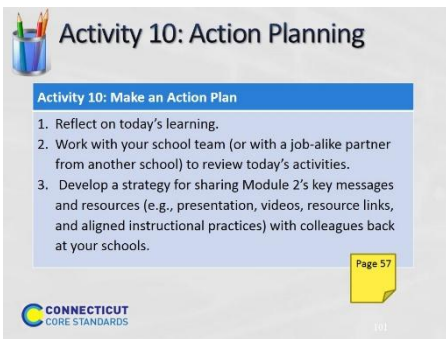 Activity 10: Action Planning
Activity 10: Make an Action Plan
1. Reflect on today's learning.
2. Work with your school team (or with a job-alike partner
from another school) to review today's activities.
3. Develop a strategy for sharing Module 2's key messages
and resources (e.g., presentation, videos, resource links,
and aligned instructional practices) with colleagues back
at your schools.
Page 57
CONNECTICUT
CORE STANDARDS
101